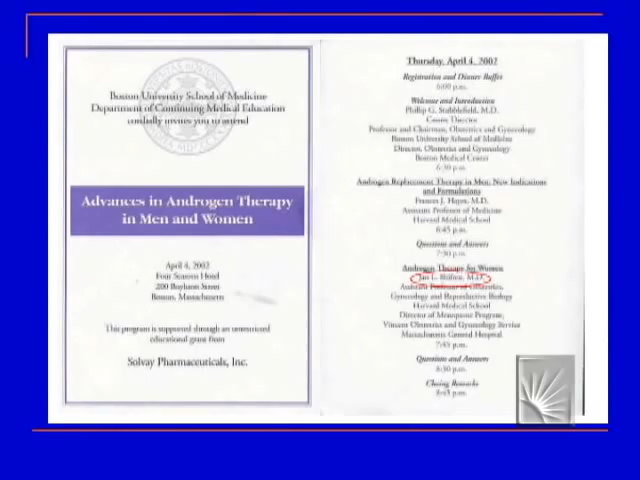 Boston University School of Medicine
Department of Continuing Medical Education
cordially invites you to attend
Advances in Androgen Therapy
in Men and Women
April 4, 2002
Four Seasons Hotel
200 Boylston Street
Boston, Massachusetts
This program is supported through an unrestricted
educational grant from
Solvay Pharmaceuticals, Inc.
Thursday, April 4, 2002
Registration and Dinner Buffet
6:00 p.m.
Welcome and Introduction
Phillip G. Stubblefield, M.D.
Course Director
Professor and Chairman, Obstetrics and Gynecology
Boston University School of Medicine
Director, Obstetrics and Gynecology
Boston Medical Center
6:30 p.m.
Androgen Replacement Therapy in Men: New Indications
and Formulations
Frances J. Hayes, M.D.
Assistant Professor of Medicine
Harvard Medical School
6:45 p.m.
Questions and Answers
7:30 p.m.
Androgen Therapy for Women
Jan L. Shifren, M.D.
Assistant Professor of Obstetrics,
Gynecology and Reproductive Biology
Harvard Medical School
Director of Menopause Program,
Vincent Obstetrics and Gynecology Service
Massachusetts General Hospital
7:45 p.m.
Questions and Answers
8:30 p.m.
Closing Remarks
8:45 p.m.